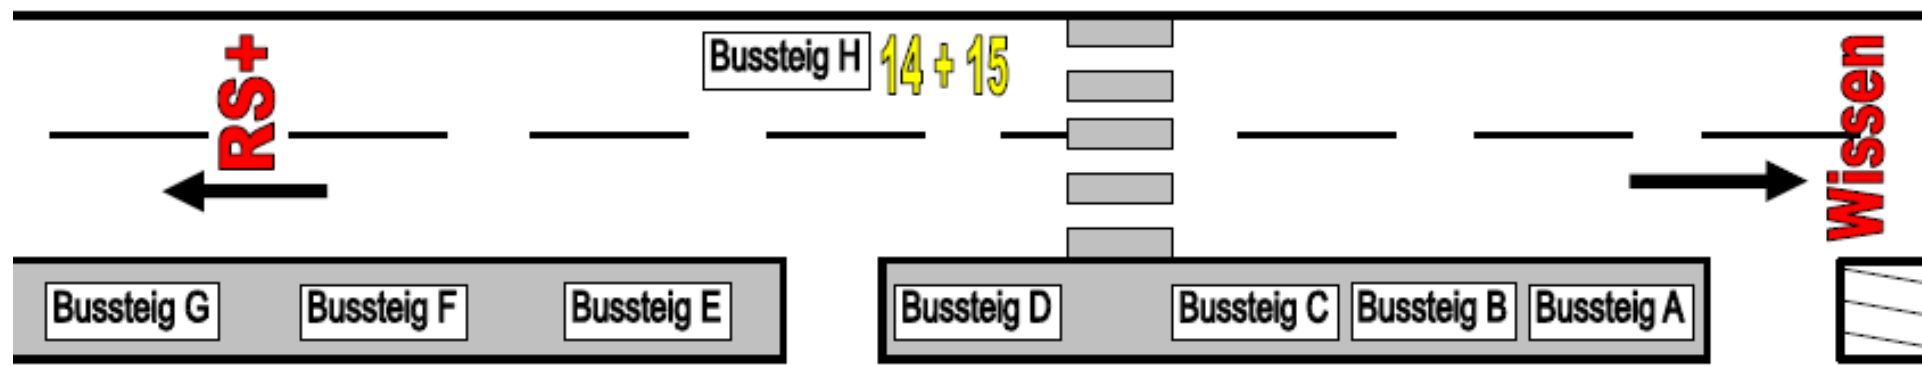 RS+
Bussteig H 14 + 15
Wissen
Bussteig G
Bussteig F
Bussteig E
Bussteig D
Bussteig C
Bussteig B
Bussteig A